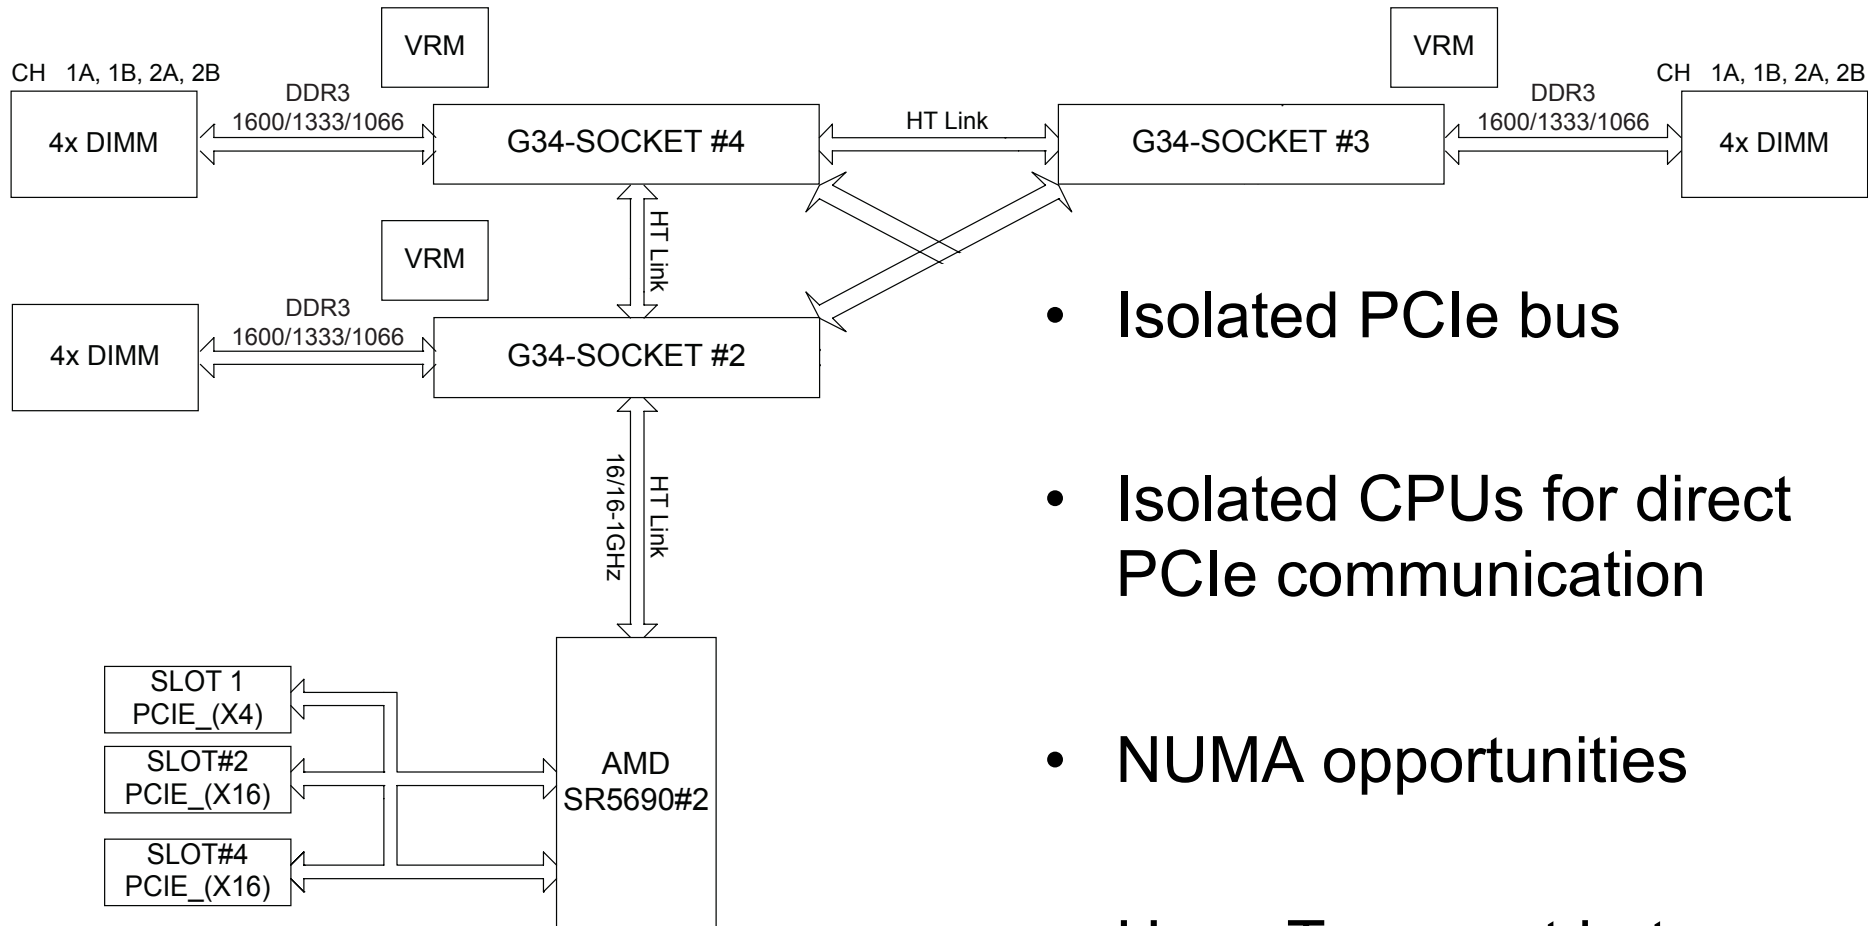 VRM
VRM
CH 1A, 1B, 2A, 2B
CH 1A, 1B, 2A, 2B
4x DIMM
DDR3
1600/1333/1066
G34-SOCKET #4
HT Link
G34-SOCKET #3
DDR3
1600/1333/1066
4x DIMM
HT Link
VRM
4x DIMM
DDR3
1600/1333/1066
G34-SOCKET #2
16/16-1GHz
HT Link
SLOT 1
PCIE_(X4)
SLOT#2
PCIE_(X16)
SLOT#4
PCIE_(X16)
AMD
SR5690#2
• Isolated PCIe bus
• Isolated CPUs for direct
PCIe communication
• NUMA opportunities